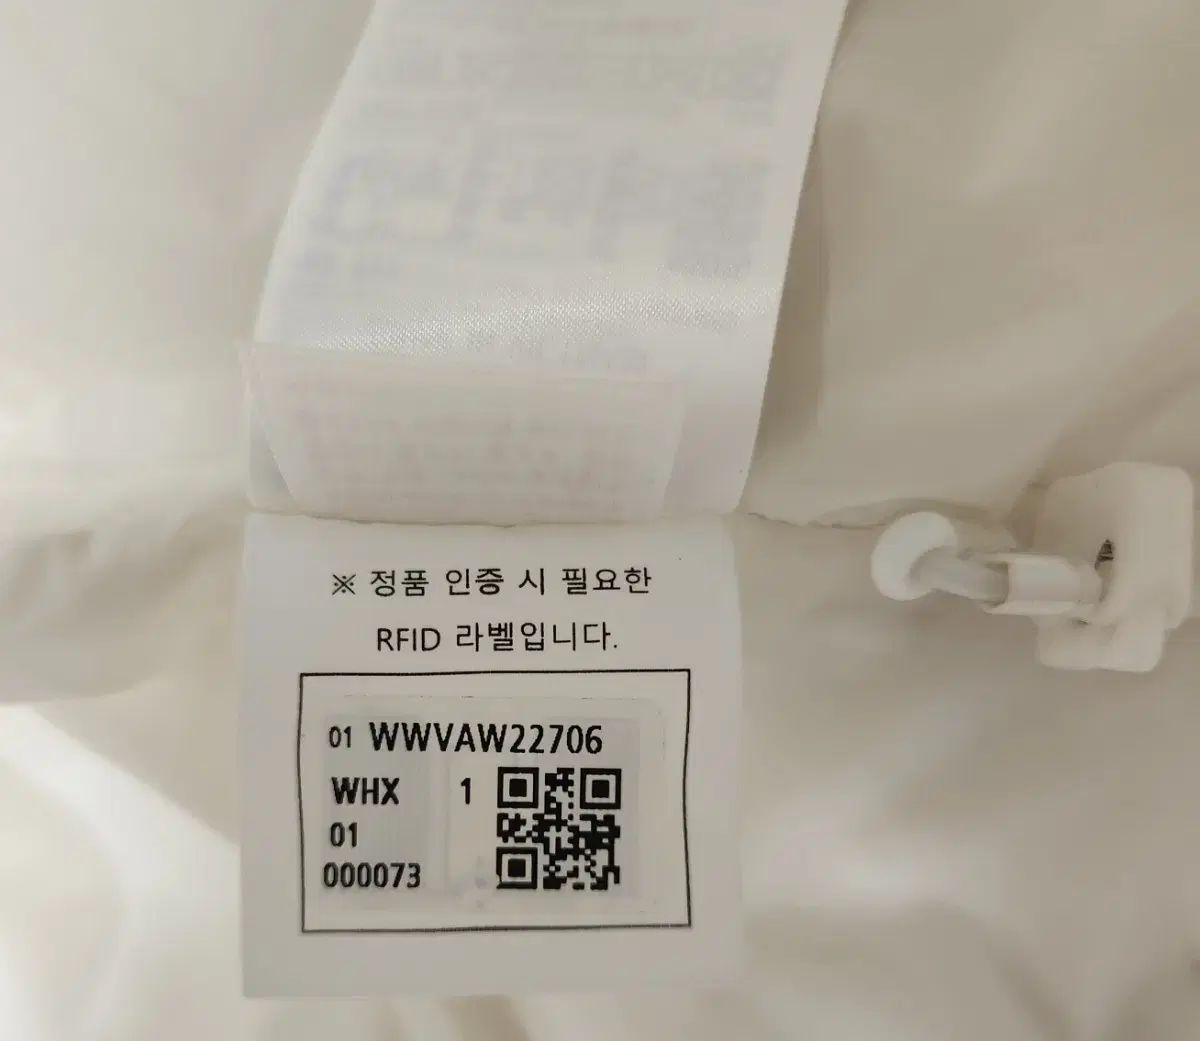 ※ 정품 인증 시 필요한
RFID 라벨입니다.
01 WWVAW22706
WHX 1
01
000073